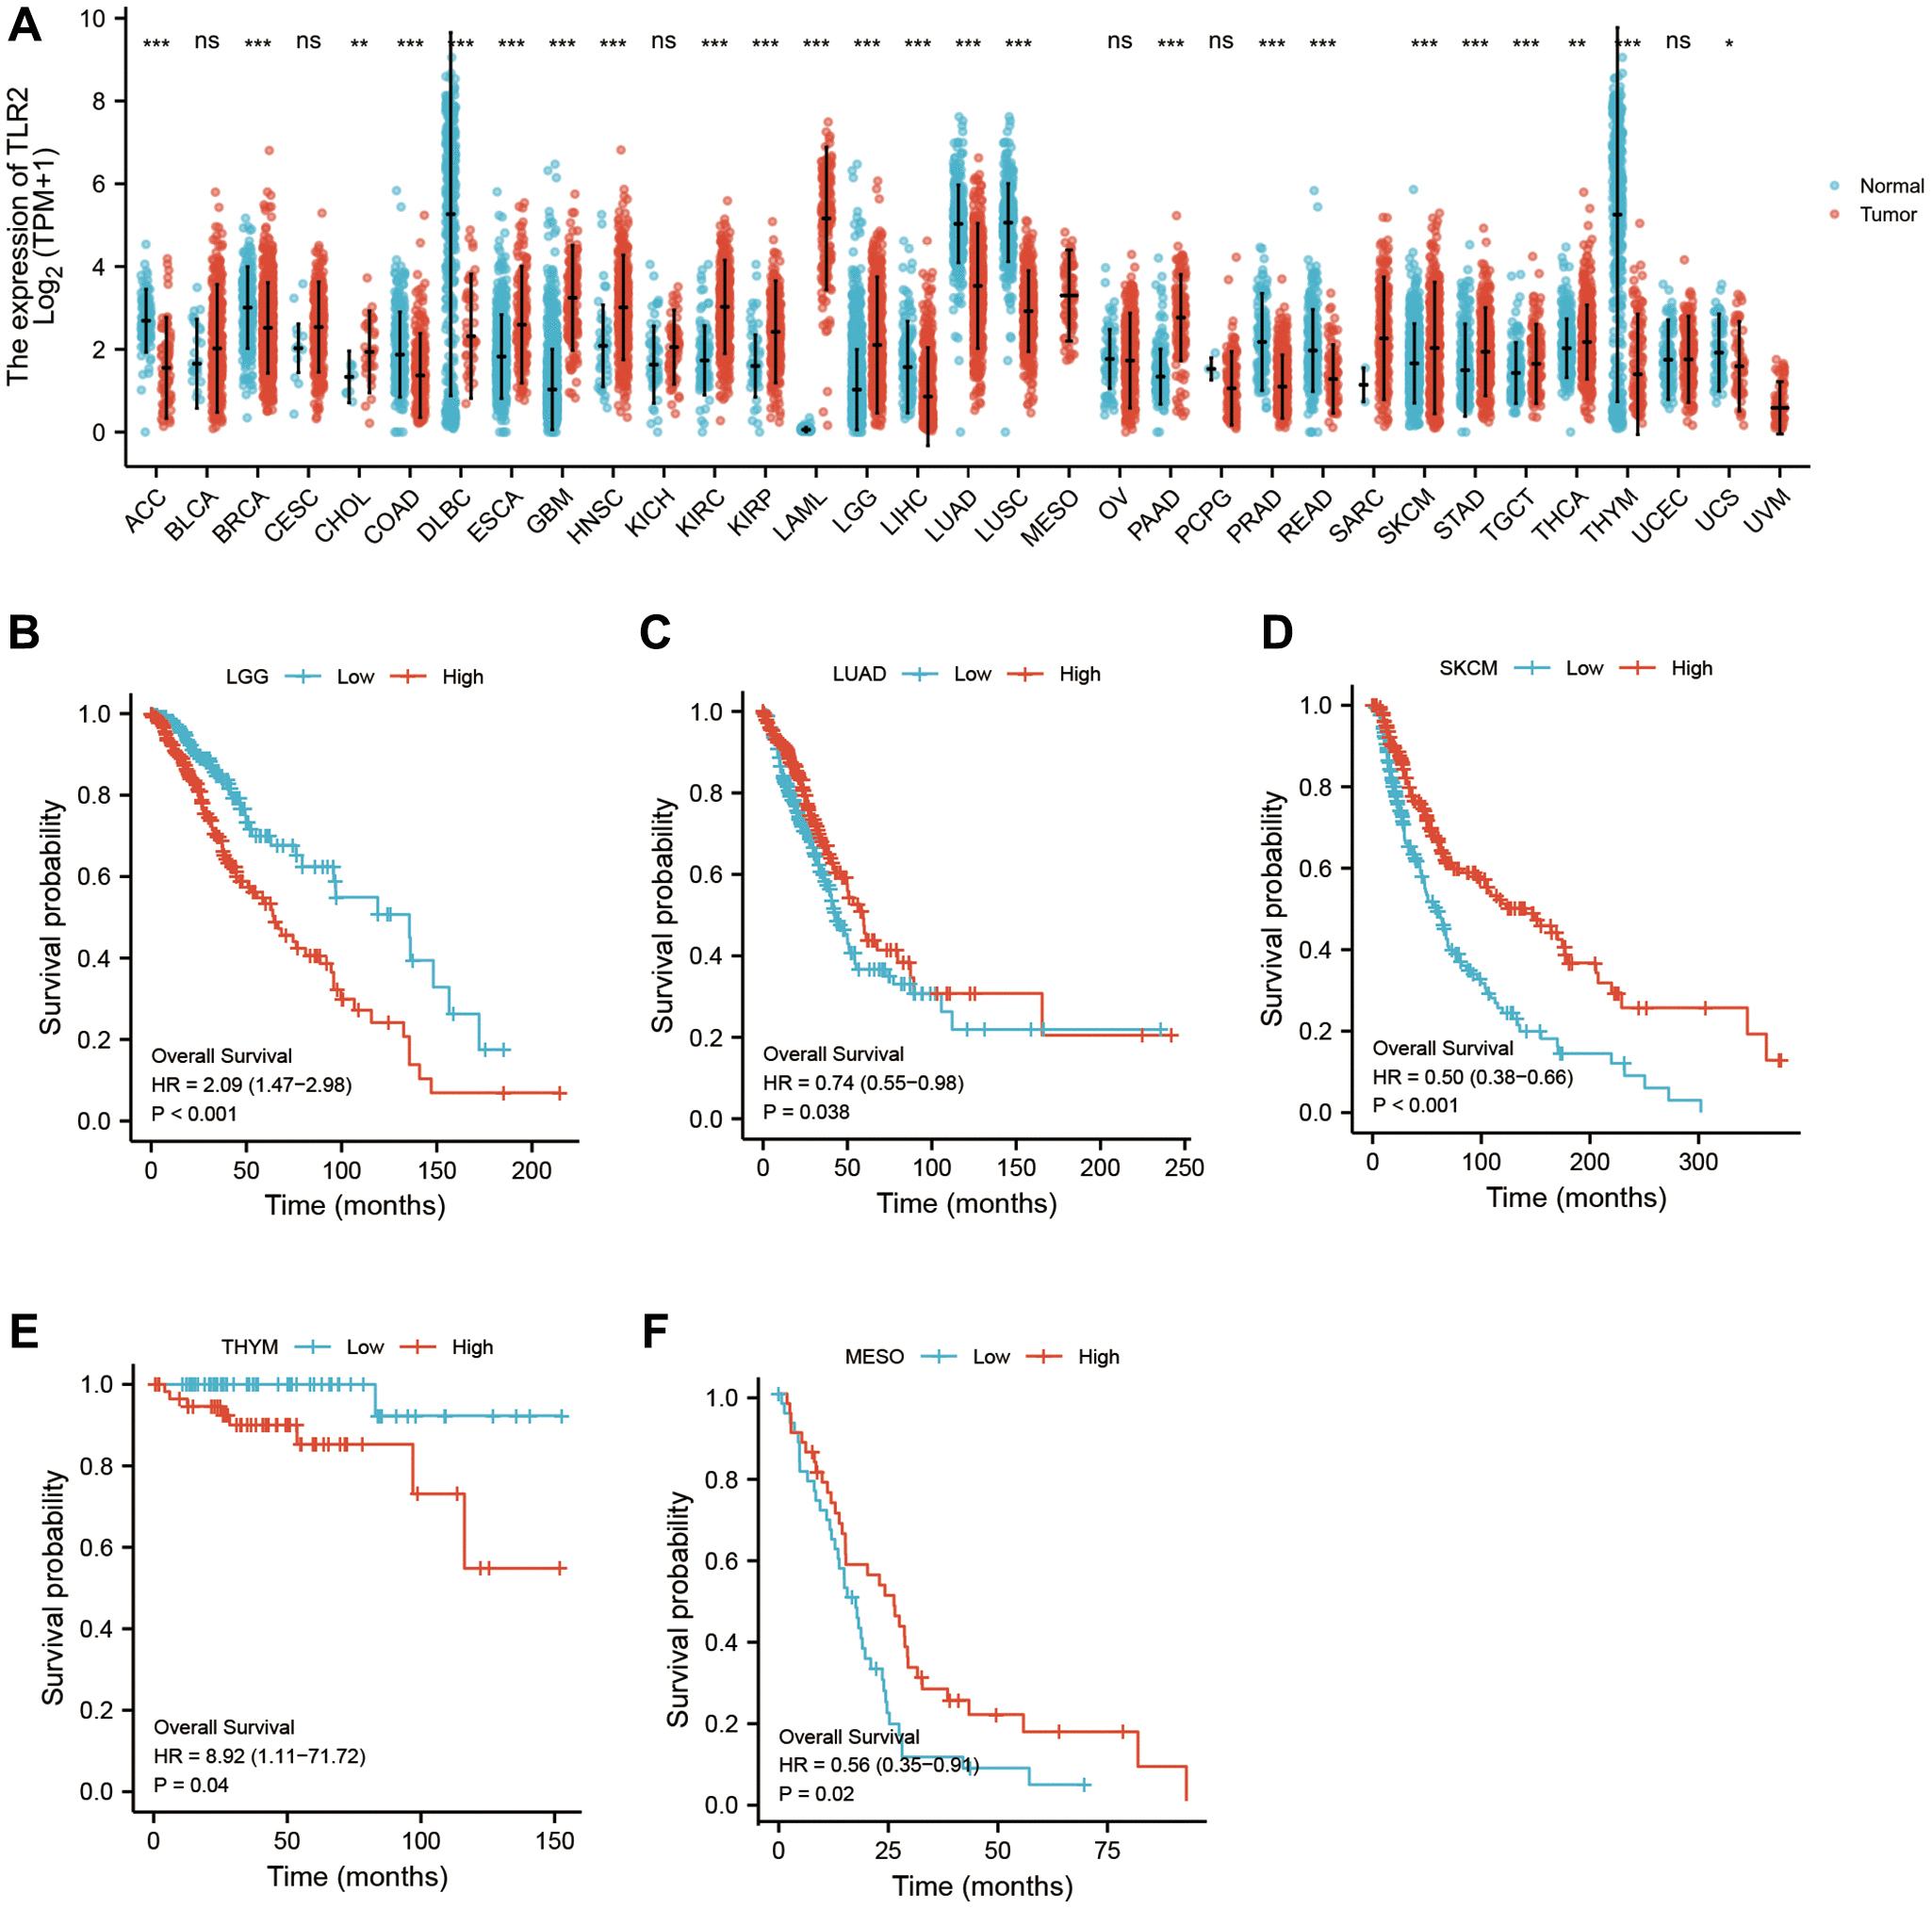 A
The expression of TLR2
Log2 (TPM+1)
10
8
6
4
2
0
*** ns *** ns ** *** *** *** *** *** ns *** *** *** *** *** *** *** ns *** ns *** *** *** *** *** ** *** ns *
Normal
Tumor
ACC BLCA BRCA CESC CHOL COAD DLBC ESCA GBM HNSC KICH KIRC KIRP LAML LGG LIHC LUAD LUSC MESO OV PAAD PCPG PRAD READ SARC SKCM STAD TGCT THCA THYM UCEC UCS UVM
B
LGG Low High
Survival probability
1.0
0.8
0.6
0.4
0.2
0.0
Overall Survival
HR = 2.09 (1.47−2.98)
P < 0.001
0 50 100 150 200
Time (months)
C
LUAD Low High
Survival probability
1.0
0.8
0.6
0.4
0.2
0.0
Overall Survival
HR = 0.74 (0.55−0.98)
P = 0.038
0 50 100 150 200 250
Time (months)
D
SKCM Low High
Survival probability
1.0
0.8
0.6
0.4
0.2
0.0
Overall Survival
HR = 0.50 (0.38−0.66)
P < 0.001
0 100 200 300
Time (months)
E
THYM Low High
Survival probability
1.0
0.8
0.6
0.4
0.2
0.0
Overall Survival
HR = 8.92 (1.11−71.72)
P = 0.04
0 50 100 150
Time (months)
F
MESO Low High
Survival probability
1.0
0.8
0.6
0.4
0.2
0.0
Overall Survival
HR = 0.56 (0.35−0.91)
P = 0.02
0 25 50 75
Time (months)